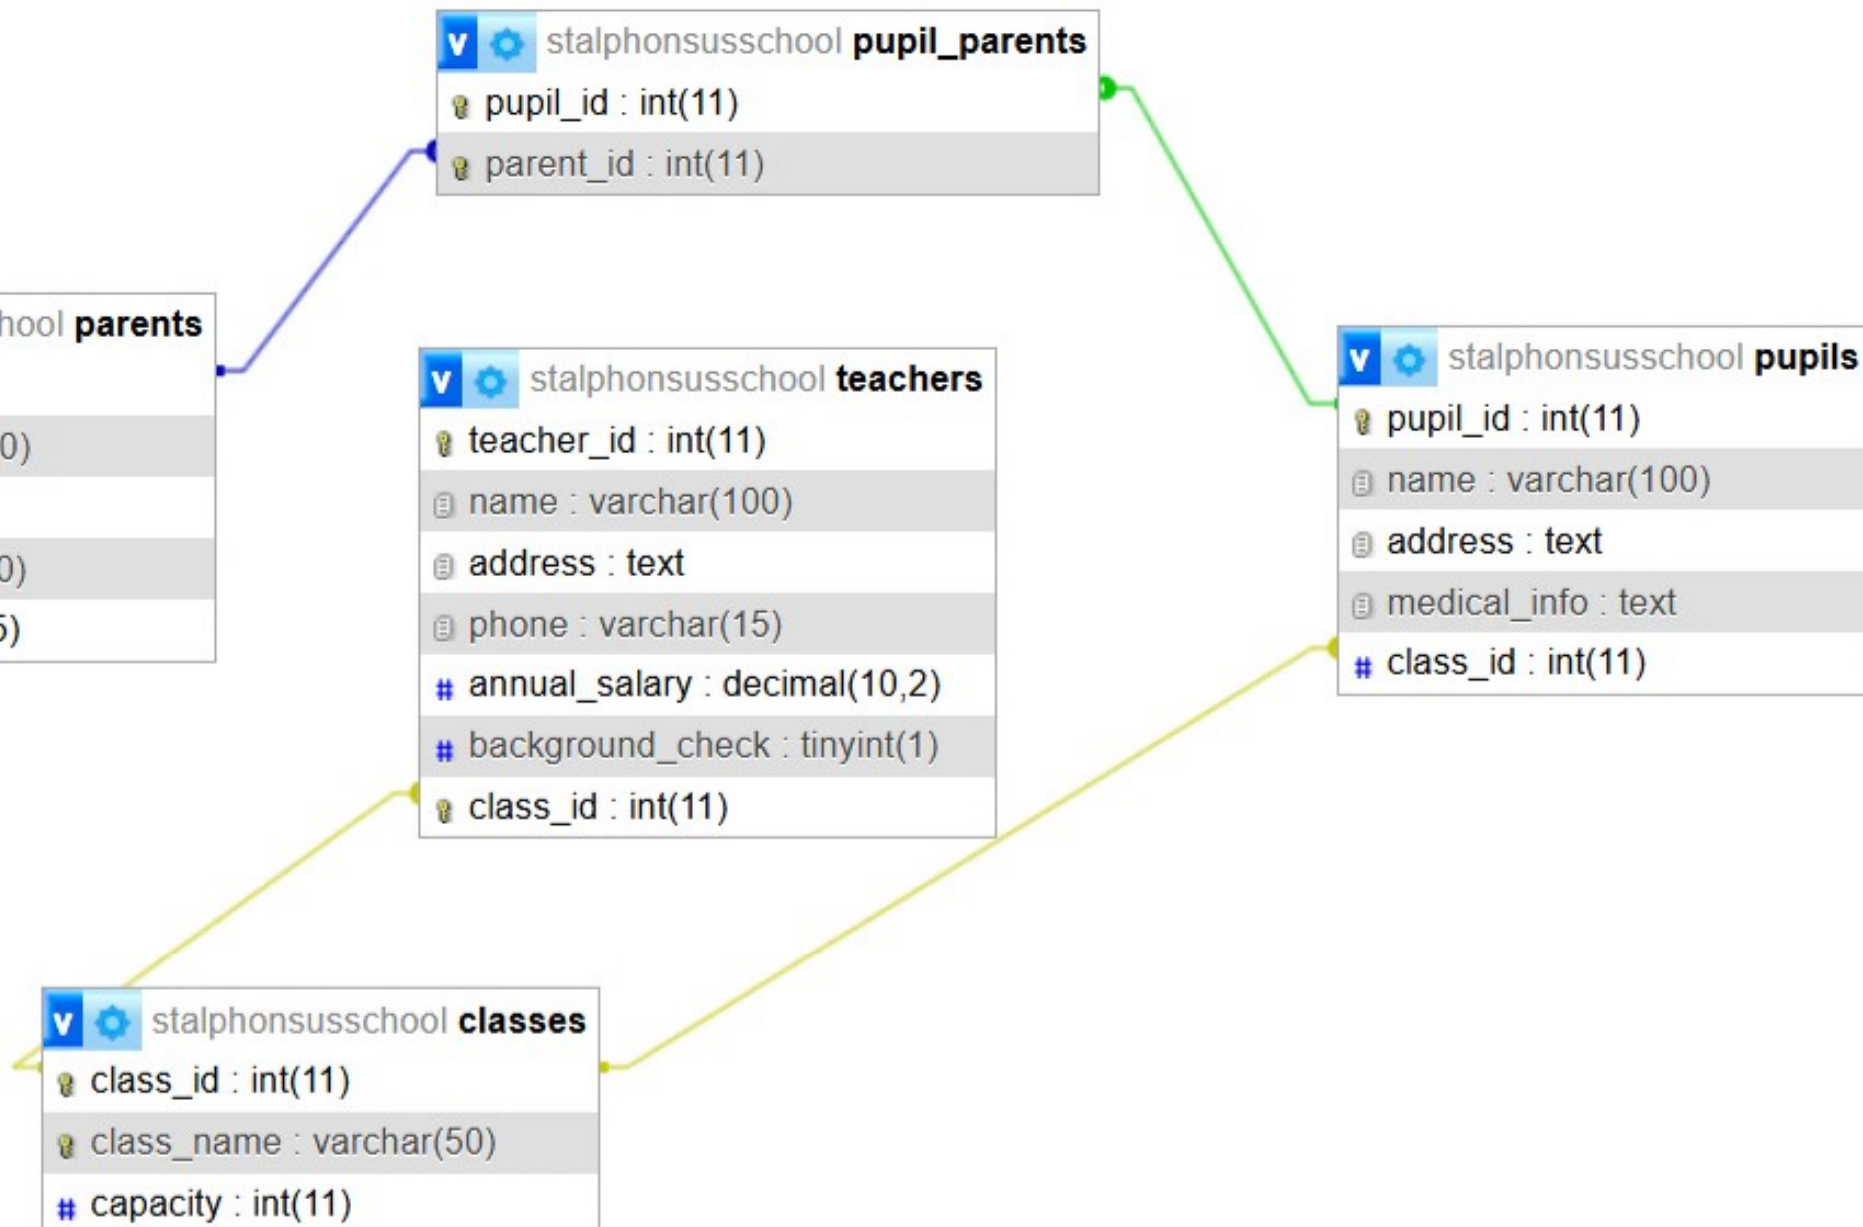 v stalphonsusschool pupil_parents
pupil_id : int(11)
parent_id : int(11)
hool parents
0)
0)
5)
v stalphonsusschool teachers
teacher_id : int(11)
name : varchar(100)
address : text
phone : varchar(15)
# annual_salary : decimal(10,2)
# background_check : tinyint(1)
class_id : int(11)
v stalphonsusschool pupils
pupil_id : int(11)
name : varchar(100)
address : text
medical_info : text
# class_id : int(11)
v stalphonsusschool classes
class_id : int(11)
class_name : varchar(50)
# capacity : int(11)